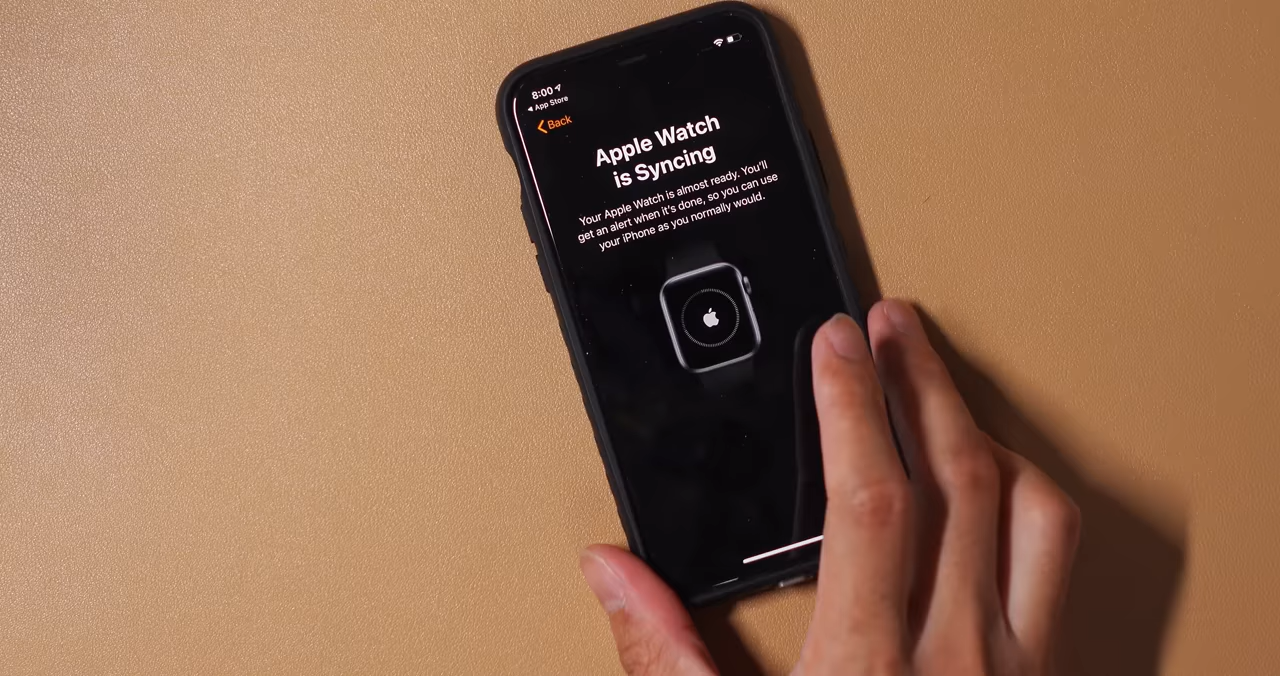 8:00
◀ App Store
Back
Apple Watch
is Syncing
Your Apple Watch is almost ready. You'll
get an alert when it's done, so you can use
your iPhone as you normally would.